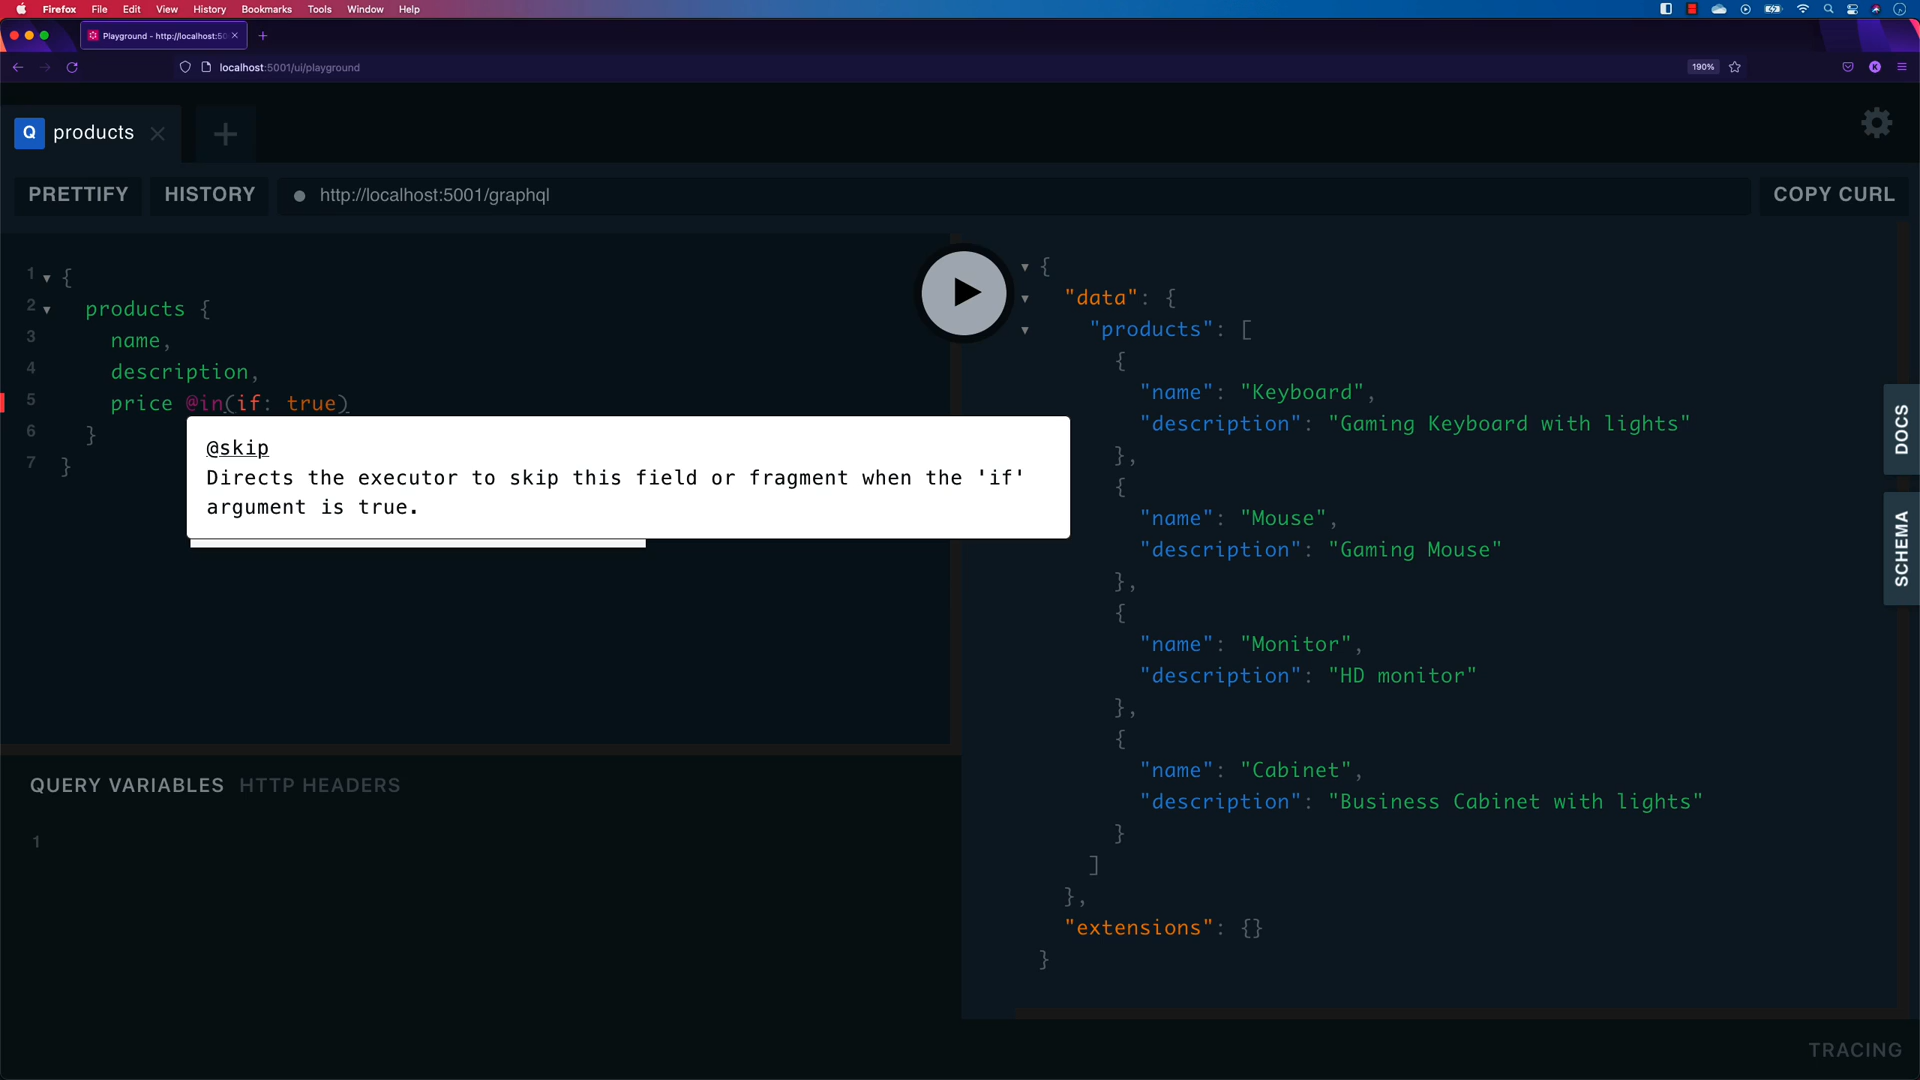 Firefox File Edit View History Bookmarks Tools Window Help
Playground - http://localhost:50
localhost:5001/ui/playground
190%
K
Q products
PRETTIFY HISTORY http://localhost:5001/graphql COPY CURL
1 {
2 products {
3 name,
4 description,
5 price @in(if: true)
6 }
7 }
@skip
Directs the executor to skip this field or fragment when the 'if'
argument is true.
{
"data": {
"products": [
{
"name": "Keyboard",
"description": "Gaming Keyboard with lights"
},
{
"name": "Mouse",
"description": "Gaming Mouse"
},
{
"name": "Monitor",
"description": "HD monitor"
},
{
"name": "Cabinet",
"description": "Business Cabinet with lights"
}
]
},
"extensions": {}
}
DOCS
SCHEMA
QUERY VARIABLES HTTP HEADERS
1
TRACING